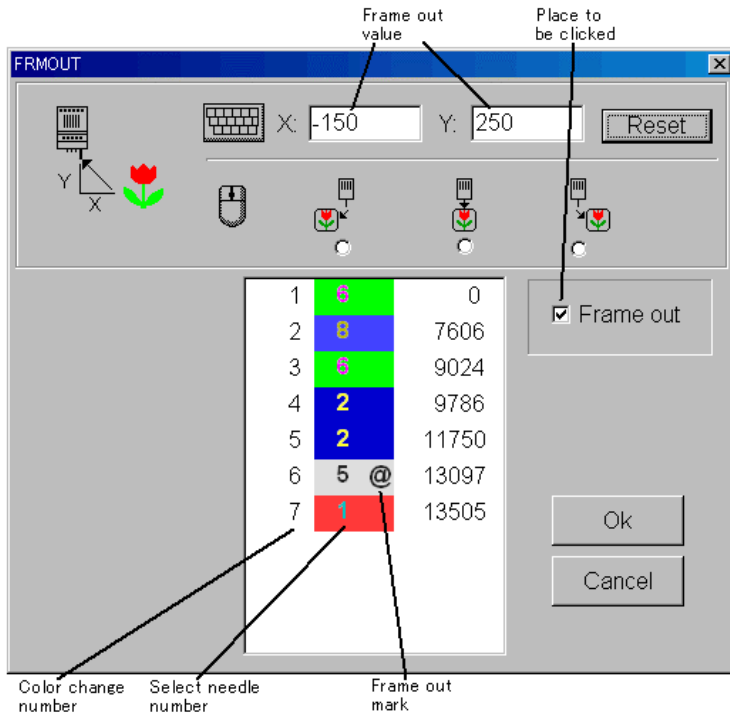 Frame out
value
Place to
be clicked
FRMOUT
X: -150 Y: 250 Reset
Y
X
1 6 0
2 8 7606
3 6 9024
4 2 9786
5 2 11750
6 5 @ 13097
7 1 13505
Frame out
Ok
Cancel
Color change
number
Select needle
number
Frame out
mark